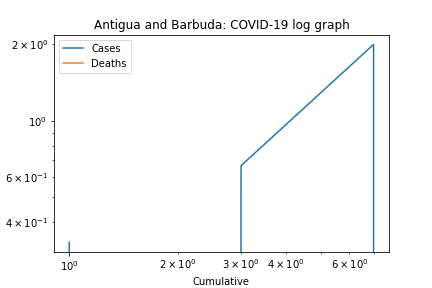 Antigua and Barbuda: COVID-19 log graph
2 × 10⁰
Cases
Deaths
10⁰
6 × 10⁻¹
4 × 10⁻¹
10⁰ 2 × 10⁰ 3 × 10⁰ 4 × 10⁰ 6 × 10⁰
Cumulative